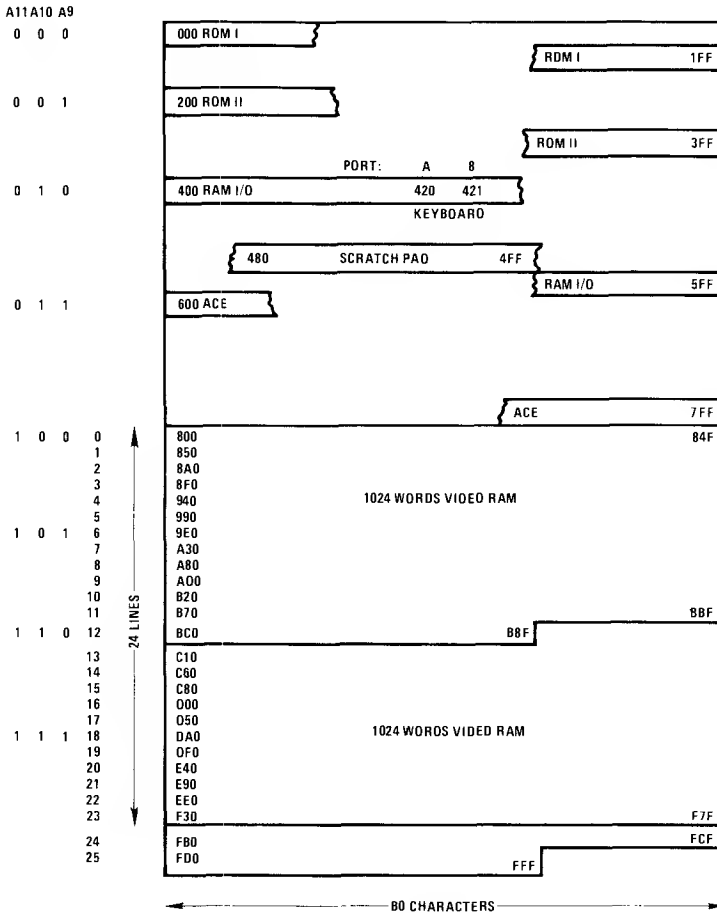 A11 A10 A9
0 0 0 000 ROM I
RDM I 1FF
0 0 1 200 ROM II
ROM II 3FF
PORT: A 8
0 1 0 400 RAM I/O 420 421
KEYBOARD
480 SCRATCH PAO 4FF
RAM I/O 5FF
0 1 1 600 ACE
ACE 7FF
1 0 0 0 800 84F
1 850
2 8A0
3 8F0
4 940 1024 WORDS VIDEO RAM
5 990
1 0 1 6 9E0
7 A30
8 A80
9 AO0
10 B20
11 B70 BBF
1 1 0 12 BC0 B8F
24 LINES
13 C10
14 C60
15 C80
16 O00
17 O50
1 1 1 18 DA0 1024 WORDS VIDED RAM
19 OF0
20 E40
21 E90
22 EE0
23 F30 F7F
24 FB0 FCF
25 FD0 FFF
B0 CHARACTERS